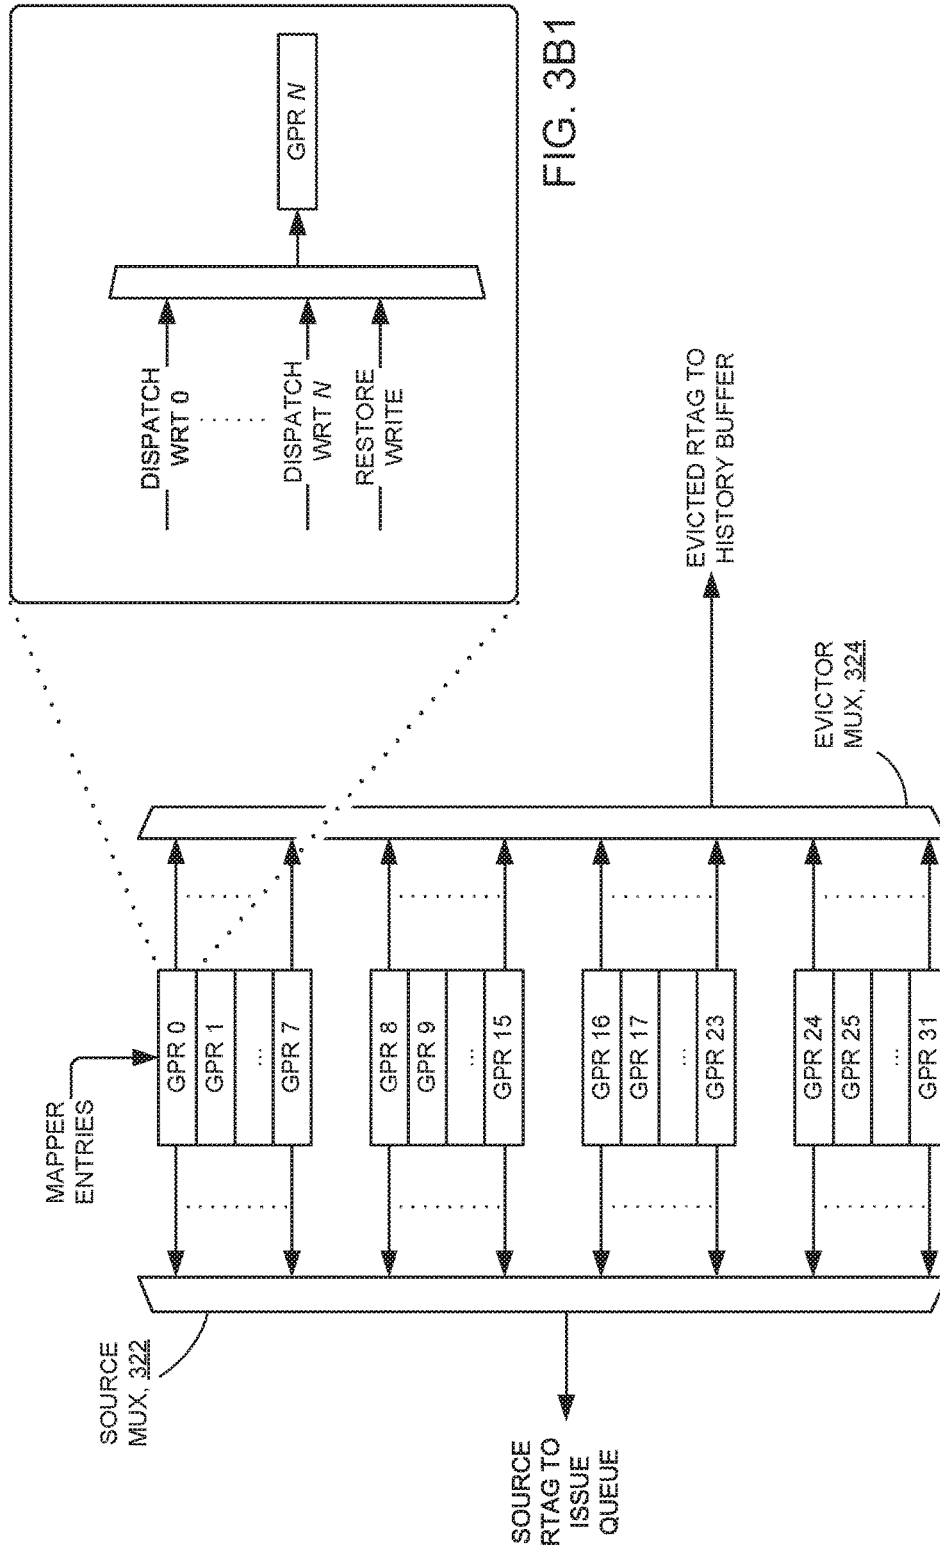 MAPPER
ENTRIES
SOURCE
MUX, 322
SOURCE
RTAG TO
ISSUE
QUEUE
GPR 0
GPR 1
...
GPR 7
GPR 8
GPR 9
...
GPR 15
GPR 16
GPR 17
...
GPR 23
GPR 24
GPR 25
...
GPR 31
EVICTOR
MUX, 324
EVICTED RTAG TO
HISTORY BUFFER
DISPATCH
WRT 0
DISPATCH
WRT N
RESTORE
WRITE
GPR N
FIG. 3B1